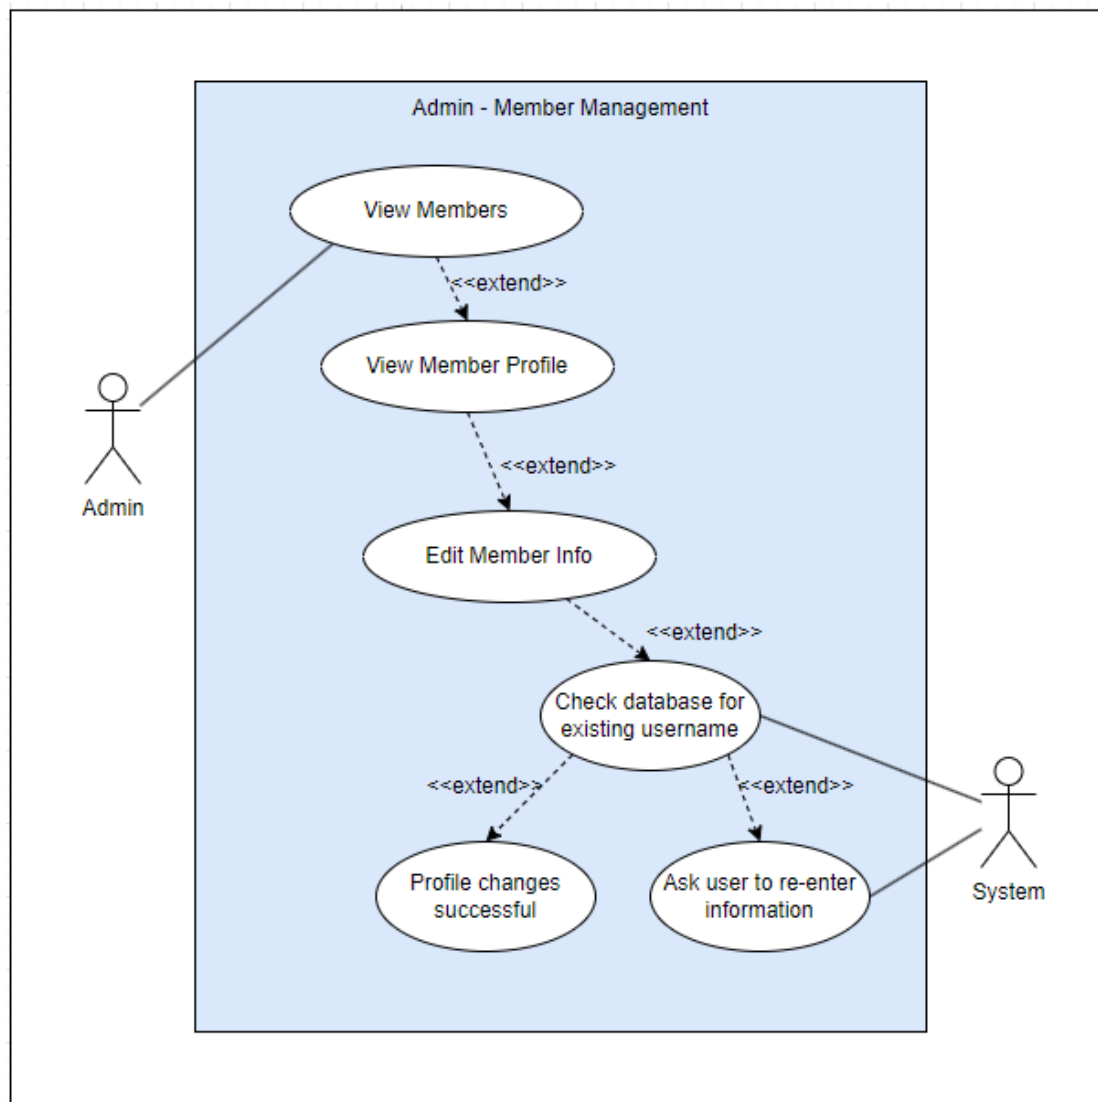 Admin - Member Management
View Members
<<extend>>
View Member Profile
<<extend>>
Admin
Edit Member Info
<<extend>>
Check database for
existing username
<<extend>>
<<extend>>
Profile changes
successful
Ask user to re-enter
information
System